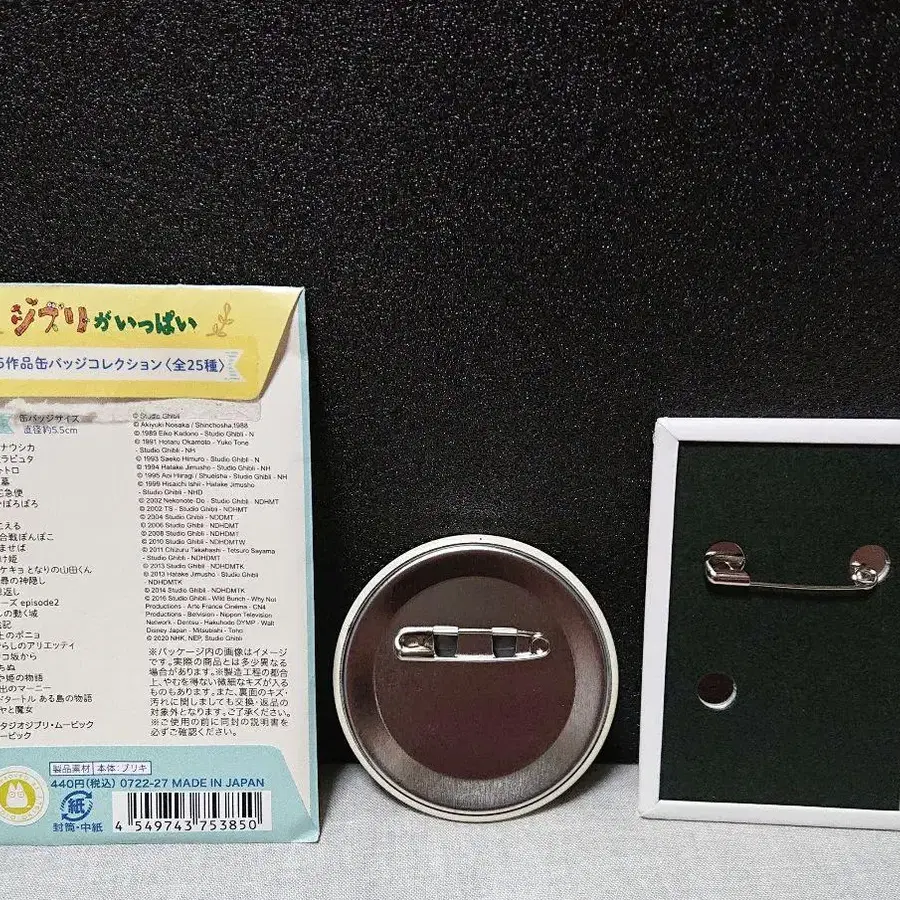 ジブリがいっぱい
5作品缶バッジコレクション〈全25種〉
缶バッジサイズ
直径約5.5cm
ナウシカ
ラピュタ
トトロ
墓
急便
ぽろぽろ
こえる
合戦ぽんぽこ
ませば
け姫
ケキョ となりの山田くん
尋の神隠し
返し
ーズ episode2
の動く城
戦記
上のポニョ
らしのアリエッティ
コ坂から
ちぬ
や姫の物語
出のマーニー
ドタートル ある島の物語
やと魔女
タジオジブリ・ムービック
ービック
© Studio Ghibli
© Akiyuki Nosaka / Shinchosha,1988
© 1989 Eiko Kadono - Studio Ghibli - N
© 1991 Hotaru Okamoto - Yuko Tone
- Studio Ghibli - NH
© 1993 Saeko Himuro - Studio Ghibli - N
© 1994 Hatake Jimusho - Studio Ghibli - NH
© 1995 Aoi Hiiragi / Shueisha - Studio Ghibli - NH
© 1999 Hisaichi Ishii - Hatake Jimusho
- Studio Ghibli - NHD
© 2002 Nekonote-Do - Studio Ghibli - NDHMT
© 2002 TS - Studio Ghibli - NDHMT
© 2004 Studio Ghibli - NDDMT
© 2006 Studio Ghibli - NDHDMT
© 2008 Studio Ghibli - NDHDMT
© 2010 Studio Ghibli - NDHDMTW
© 2011 Chizuru Takahashi - Tetsuro Sayama
- Studio Ghibli - NDHDMT
© 2013 Studio Ghibli - NDHDMTK
© 2013 Hatake Jimusho - Studio Ghibli
- NDHDMTK
© 2014 Studio Ghibli - NDHDMTK
© 2016 Studio Ghibli - Wild Bunch - Why Not
Productions - Arte France Cinéma - CN4
Productions - Belvision - Nippon Television
Network - Dentsu - Hakuhodo DYMP - Walt
Disney Japan - Mitsubishi - Toho
© 2020 NHK, NEP, Studio Ghibli
※パッケージ内の画像はイメージ
です。実際の商品とは多少異なる
場合があります。※製造工程の都合
上、やむを得ない微細なキズが入る
ものもあります。また、裏面のキズ・
汚れに関しましても交換・返品の
対象外となります。ご了承ください。
※ご使用の前に同封の説明書を
必ずご確認ください。
製品素材 本体：ブリキ
440円(税込) 0722-27 MADE IN JAPAN
紙
封筒・中紙
4 549743 753850